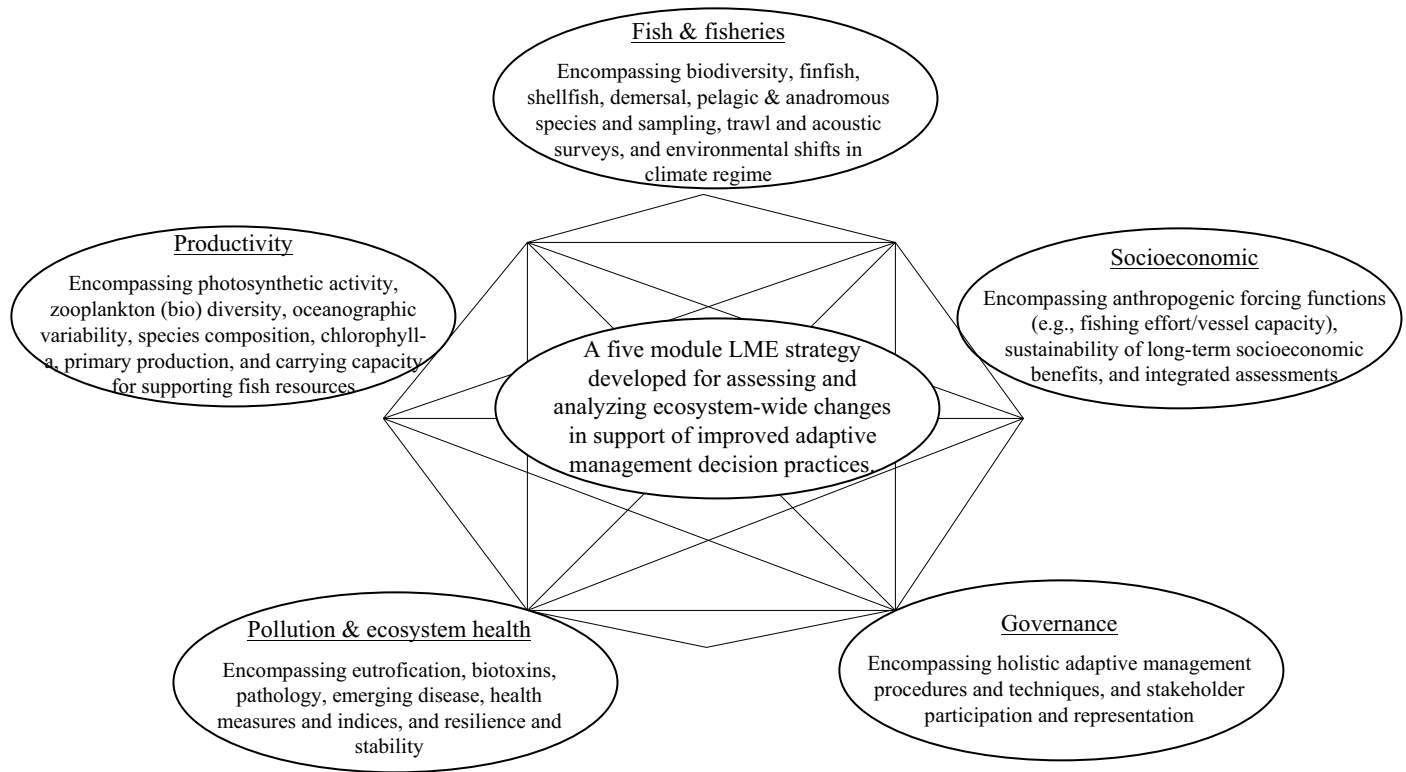 Fish & fisheries
Encompassing biodiversity, finfish,
shellfish, demersal, pelagic & anadromous
species and sampling, trawl and acoustic
surveys, and environmental shifts in
climate regime
Productivity
Encompassing photosynthetic activity,
zooplankton (bio) diversity, oceanographic
variability, species composition, chlorophyll-
a, primary production, and carrying capacity
for supporting fish resources
Socioeconomic
Encompassing anthropogenic forcing functions
(e.g., fishing effort/vessel capacity),
sustainability of long-term socioeconomic
benefits, and integrated assessments
A five module LME strategy
developed for assessing and
analyzing ecosystem-wide changes
in support of improved adaptive
management decision practices.
Pollution & ecosystem health
Encompassing eutrofication, biotoxins,
pathology, emerging disease, health
measures and indices, and resilience and
stability
Governance
Encompassing holistic adaptive management
procedures and techniques, and stakeholder
participation and representation